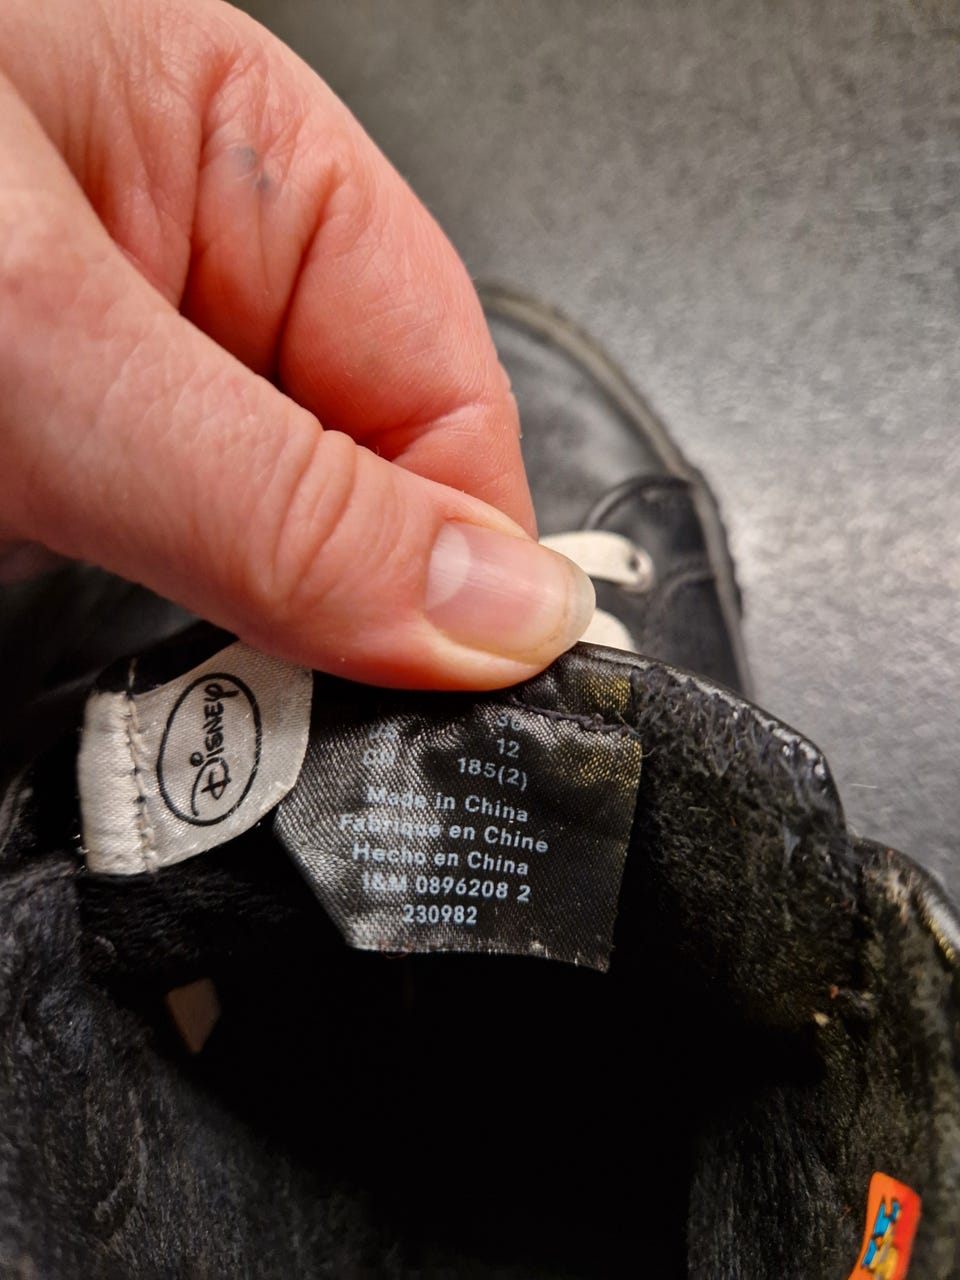 Disney
12
185(2)
Made in China
Fabriqué en Chine
Hecho en China
0896208 2
230982